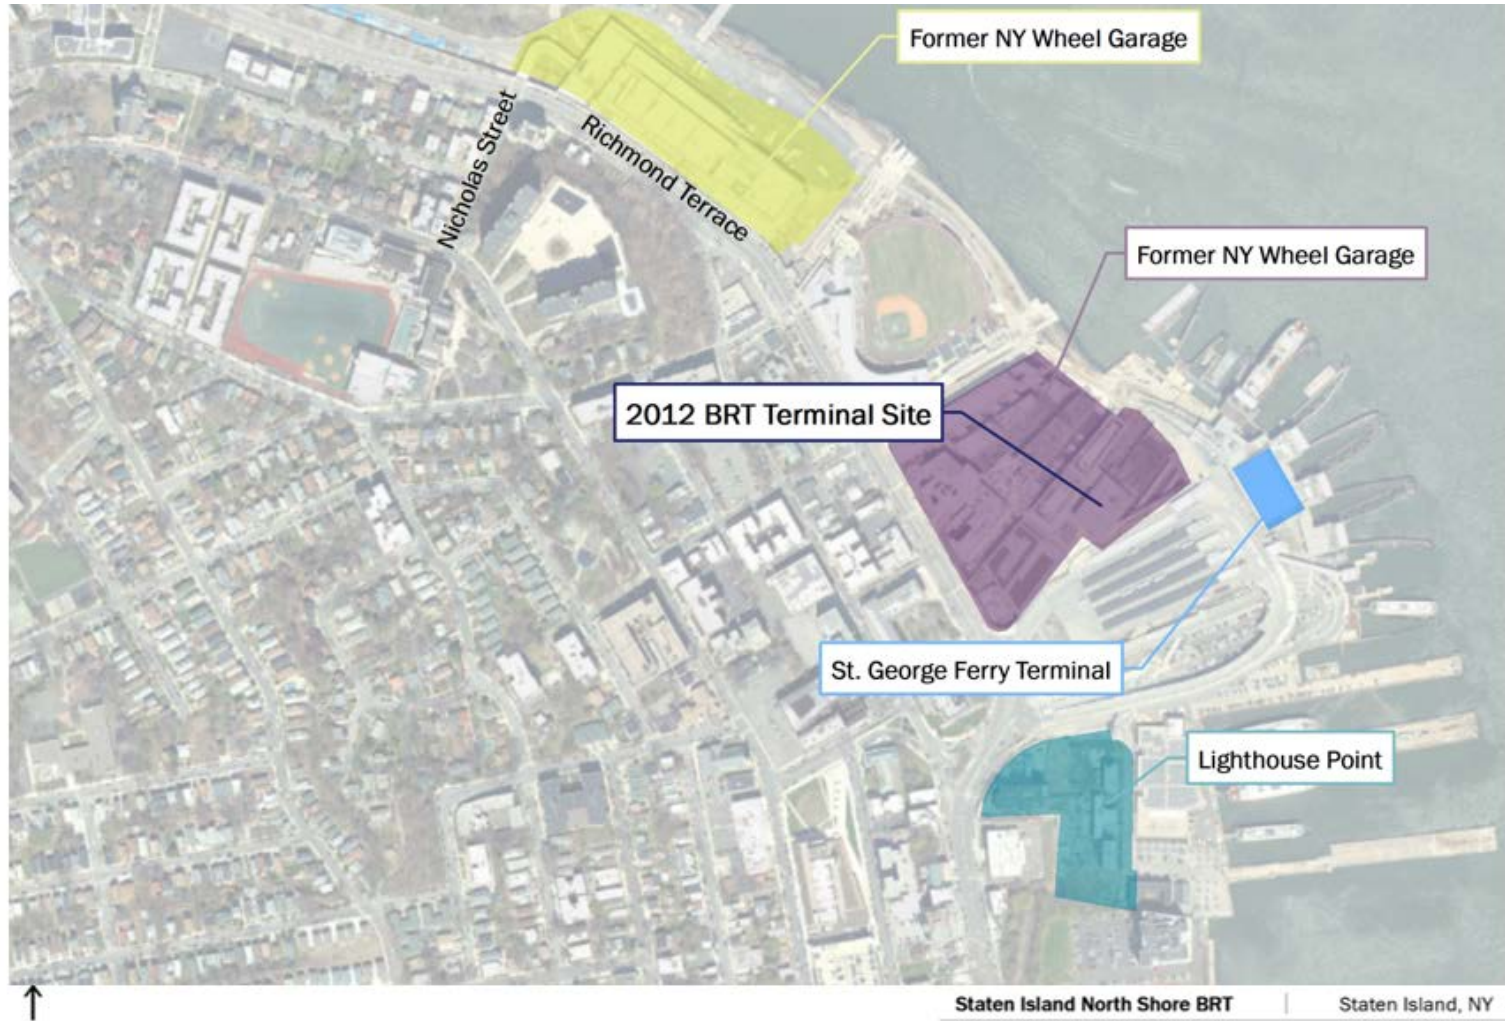 Former NY Wheel Garage
Nicholas Street
Richmond Terrace
Former NY Wheel Garage
2012 BRT Terminal Site
St. George Ferry Terminal
Lighthouse Point
Staten Island North Shore BRT | Staten Island, NY